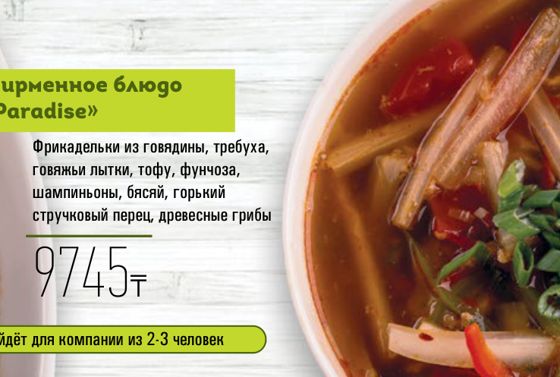 ирменное блюдо
Paradise»
Фрикадельки из говядины, требуха,
говяжьи лытки, тофу, фунчоза,
шампиньоны, бясяй, горький
стручковый перец, древесные грибы
9745₸
йдёт для компании из 2-3 человек